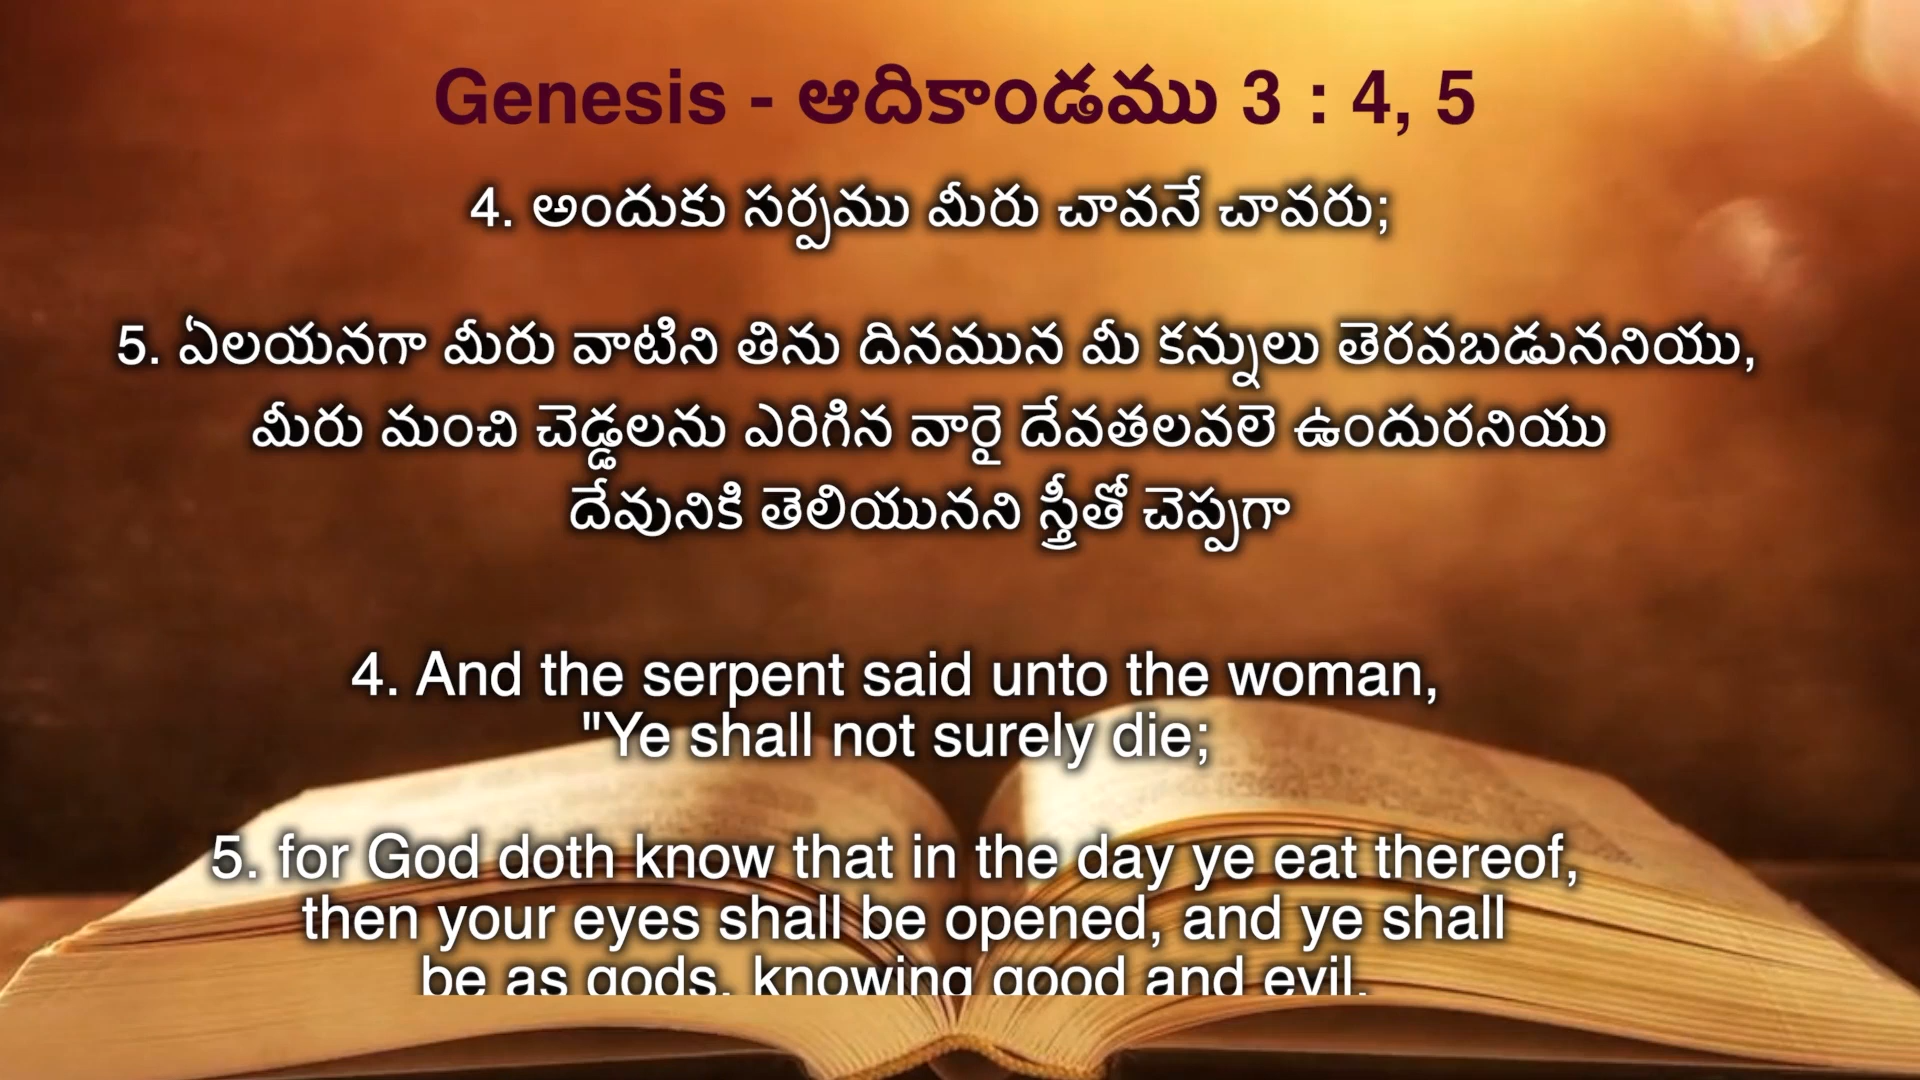 Genesis - ఆదికాండము 3 : 4, 5
4. అందుకు సర్పము మీరు చావనే చావరు;
5. ఏలయనగా మీరు వాటిని తిను దినమున మీ కన్నులు తెరవబడుననియు,
మీరు మంచి చెడ్డలను ఎరిగిన వారై దేవతలవలె ఉందురనియు
దేవునికి తెలియునని స్త్రీతో చెప్పగా
4. And the serpent said unto the woman,
"Ye shall not surely die;
5. for God doth know that in the day ye eat thereof,
then your eyes shall be opened, and ye shall
be as gods, knowing good and evil.